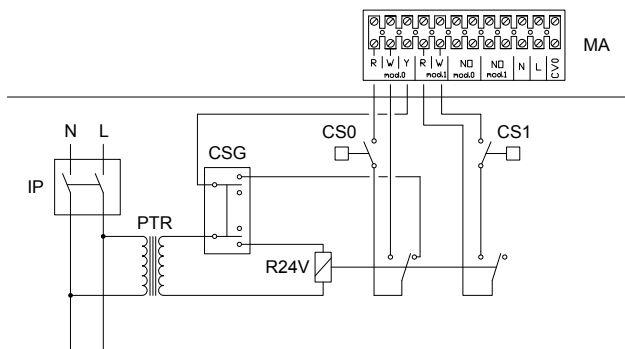 MA
R W Y R W NO NO N L CV0
mod.0 mod.1 mod.0 mod.1
N L
CS0
CS1
CSG
IP
PTR
R24V